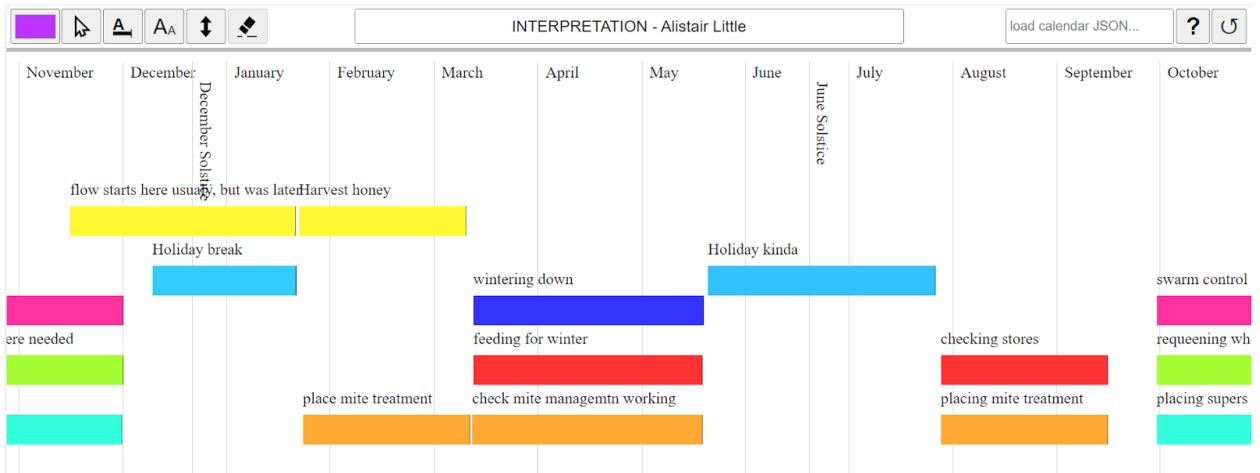 A AA INTERPRETATION - Alistair Little load calendar JSON... ?
November December January February March April May June July August September October
December Solstice
June Solstice
flow starts here usually, but was later Harvest honey
Holiday break Holiday kinda
wintering down swarm control
ere needed feeding for winter checking stores requeening wh
place mite treatment check mite managemtn working placing mite treatment placing supers